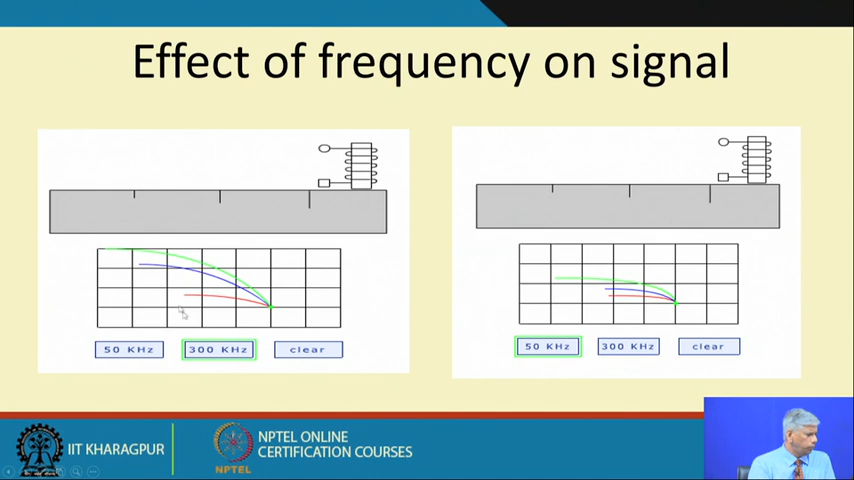 Effect of frequency on signal
50 KHz
300 KHz
clear
50 KHz
300 KHz
clear
IIT KHARAGPUR
NPTEL
NPTEL ONLINE
CERTIFICATION COURSES